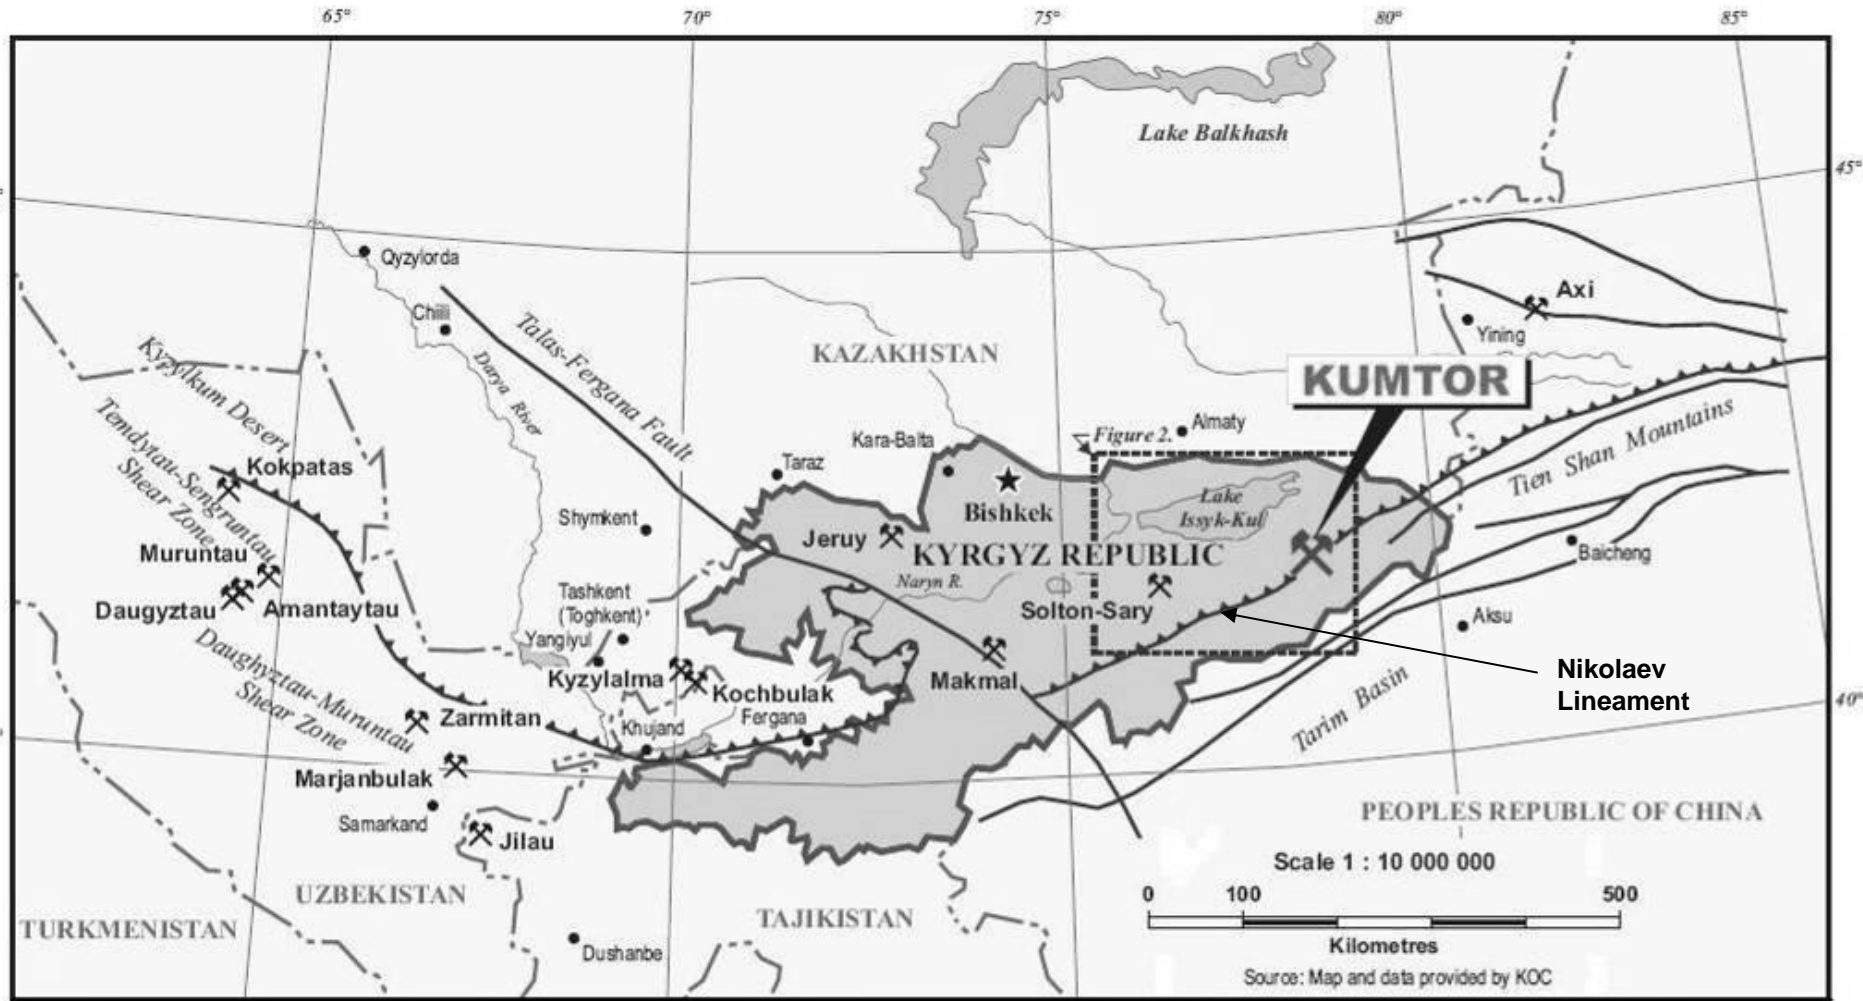 65°
70°
75°
80°
85°
45°
40°
Lake Balkhash
Qyzylorda
Chiili
Talas-Fergana Fault
Darya River
KAZAKHSTAN
Axi
Yining
KUMTOR
Kyzylkum Desert
Temdytau-Sengruntau
Shear Zone
Kokpatas
Kara-Balta
Figure 2.
Almaty
Tien Shan Mountains
Taraz
Bishkek
Lake
Issyk-Kul
Shymkent
Jeruy
KYRGYZ REPUBLIC
Baicheng
Muruntau
Naryn R.
Daugyztau
Amantaytau
Tashkent
(Toghkent)
Solton-Sary
Aksu
Yangiyul
Daughyztau-Muruntau
Shear Zone
Kyzylalma
Kochbulak
Makmal
Nikolaev
Lineament
Zarmitan
Khujand
Fergana
Tarim Basin
Marjanbulak
Samarkand
Jilau
PEOPLES REPUBLIC OF CHINA
Scale 1 : 10 000 000
0 100 500
Kilometres
UZBEKISTAN
TURKMENISTAN
TAJIKISTAN
Dushanbe
Source: Map and data provided by KOC